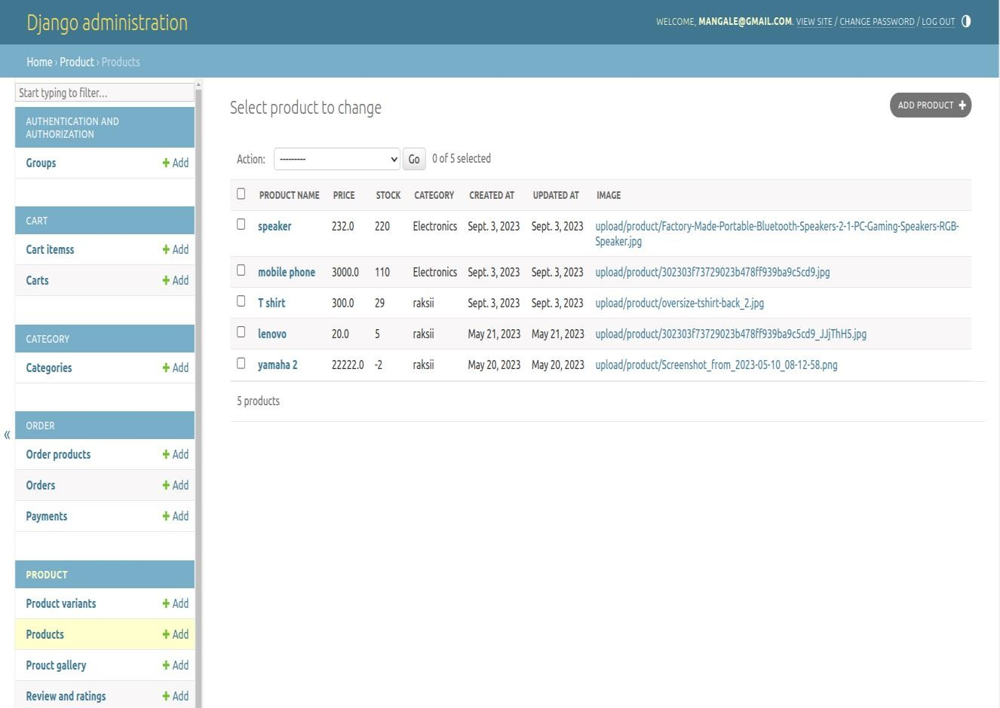 Django administration
WELCOME, MANGALE@GMAIL.COM. VIEW SITE / CHANGE PASSWORD / LOG OUT
Home › Product › Products
Start typing to filter...
AUTHENTICATION AND
AUTHORIZATION
Groups + Add
CART
Cart itemss + Add
Carts + Add
CATEGORY
Categories + Add
ORDER
Order products + Add
Orders + Add
Payments + Add
PRODUCT
Product variants + Add
Products + Add
Prouct gallery + Add
Review and ratings + Add
«
Select product to change
ADD PRODUCT +
Action: --------- Go 0 of 5 selected
PRODUCT NAME PRICE STOCK CATEGORY CREATED AT UPDATED AT IMAGE
speaker 232.0 220 Electronics Sept. 3, 2023 Sept. 3, 2023 upload/product/Factory-Made-Portable-Bluetooth-Speakers-2-1-PC-Gaming-Speakers-RGB-
Speaker.jpg
mobile phone 3000.0 110 Electronics Sept. 3, 2023 Sept. 3, 2023 upload/product/302303f73729023b478ff939ba9c5cd9.jpg
T shirt 300.0 29 raksii Sept. 3, 2023 Sept. 3, 2023 upload/product/oversize-tshirt-back_2.jpg
lenovo 20.0 5 raksii May 21, 2023 May 21, 2023 upload/product/302303f73729023b478ff939ba9c5cd9_JJjThH5.jpg
yamaha 2 22222.0 -2 raksii May 20, 2023 May 20, 2023 upload/product/Screenshot_from_2023-05-10_08-12-58.png
5 products